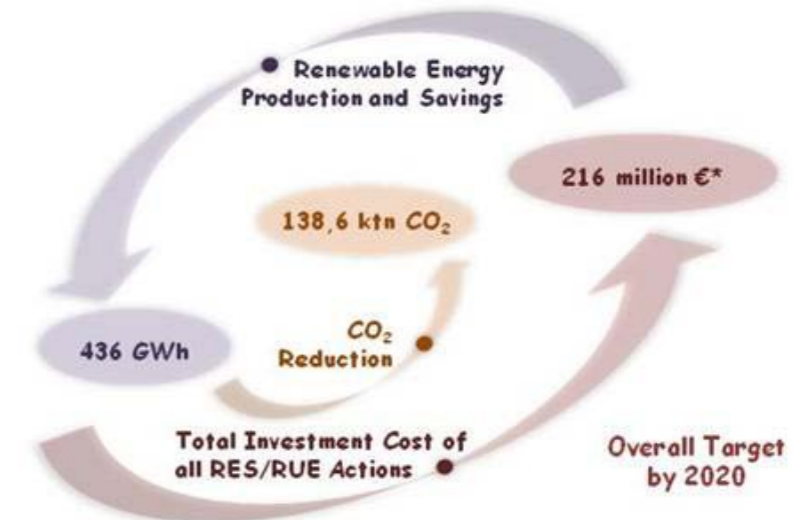 Renewable Energy
Production and Savings
216 million €*
138,6 ktn CO₂
CO₂
Reduction
436 GWh
Total Investment Cost of
all RES/RUE Actions
Overall Target
by 2020